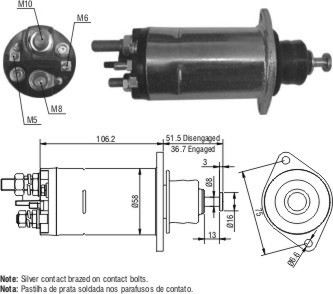 M10
M6
M5
M8
106.2
51.5 Disengaged
36.7 Engaged
3
Ø8
Ø58
Ø16
13
75
Ø6.6
Note: Silver contact brazed on contact bolts.
Nota: Pastilha de prata soldada nos parafusos de contato.